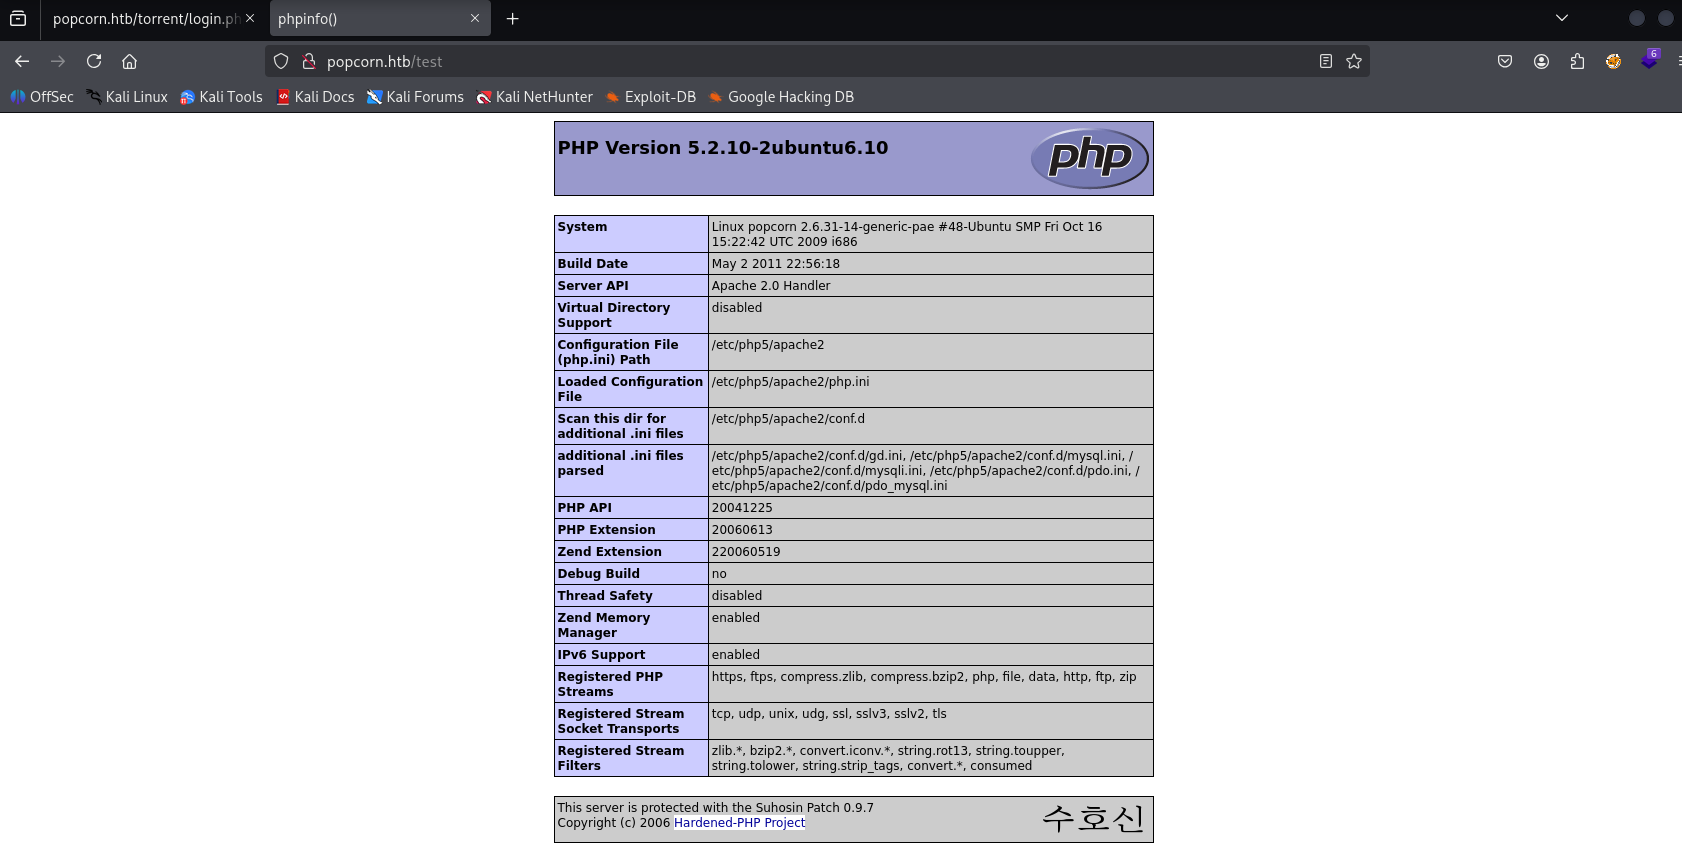 popcorn.htb/torrent/login.ph
phpinfo()
popcorn.htb/test
6
OffSec Kali Linux Kali Tools Kali Docs Kali Forums Kali NetHunter Exploit-DB Google Hacking DB
PHP Version 5.2.10-2ubuntu6.10
php
System
Linux popcorn 2.6.31-14-generic-pae #48-Ubuntu SMP Fri Oct 16
15:22:42 UTC 2009 i686
Build Date
May 2 2011 22:56:18
Server API
Apache 2.0 Handler
Virtual Directory
Support
disabled
Configuration File
(php.ini) Path
/etc/php5/apache2
Loaded Configuration
File
/etc/php5/apache2/php.ini
Scan this dir for
additional .ini files
/etc/php5/apache2/conf.d
additional .ini files
parsed
/etc/php5/apache2/conf.d/gd.ini, /etc/php5/apache2/conf.d/mysql.ini, /
etc/php5/apache2/conf.d/mysqli.ini, /etc/php5/apache2/conf.d/pdo.ini, /
etc/php5/apache2/conf.d/pdo_mysql.ini
PHP API
20041225
PHP Extension
20060613
Zend Extension
220060519
Debug Build
no
Thread Safety
disabled
Zend Memory
Manager
enabled
IPv6 Support
enabled
Registered PHP
Streams
https, ftps, compress.zlib, compress.bzip2, php, file, data, http, ftp, zip
Registered Stream
Socket Transports
tcp, udp, unix, udg, ssl, sslv3, sslv2, tls
Registered Stream
Filters
zlib.*, bzip2.*, convert.iconv.*, string.rot13, string.toupper,
string.tolower, string.strip_tags, convert.*, consumed
This server is protected with the Suhosin Patch 0.9.7
Copyright (c) 2006 Hardened-PHP Project
수호신